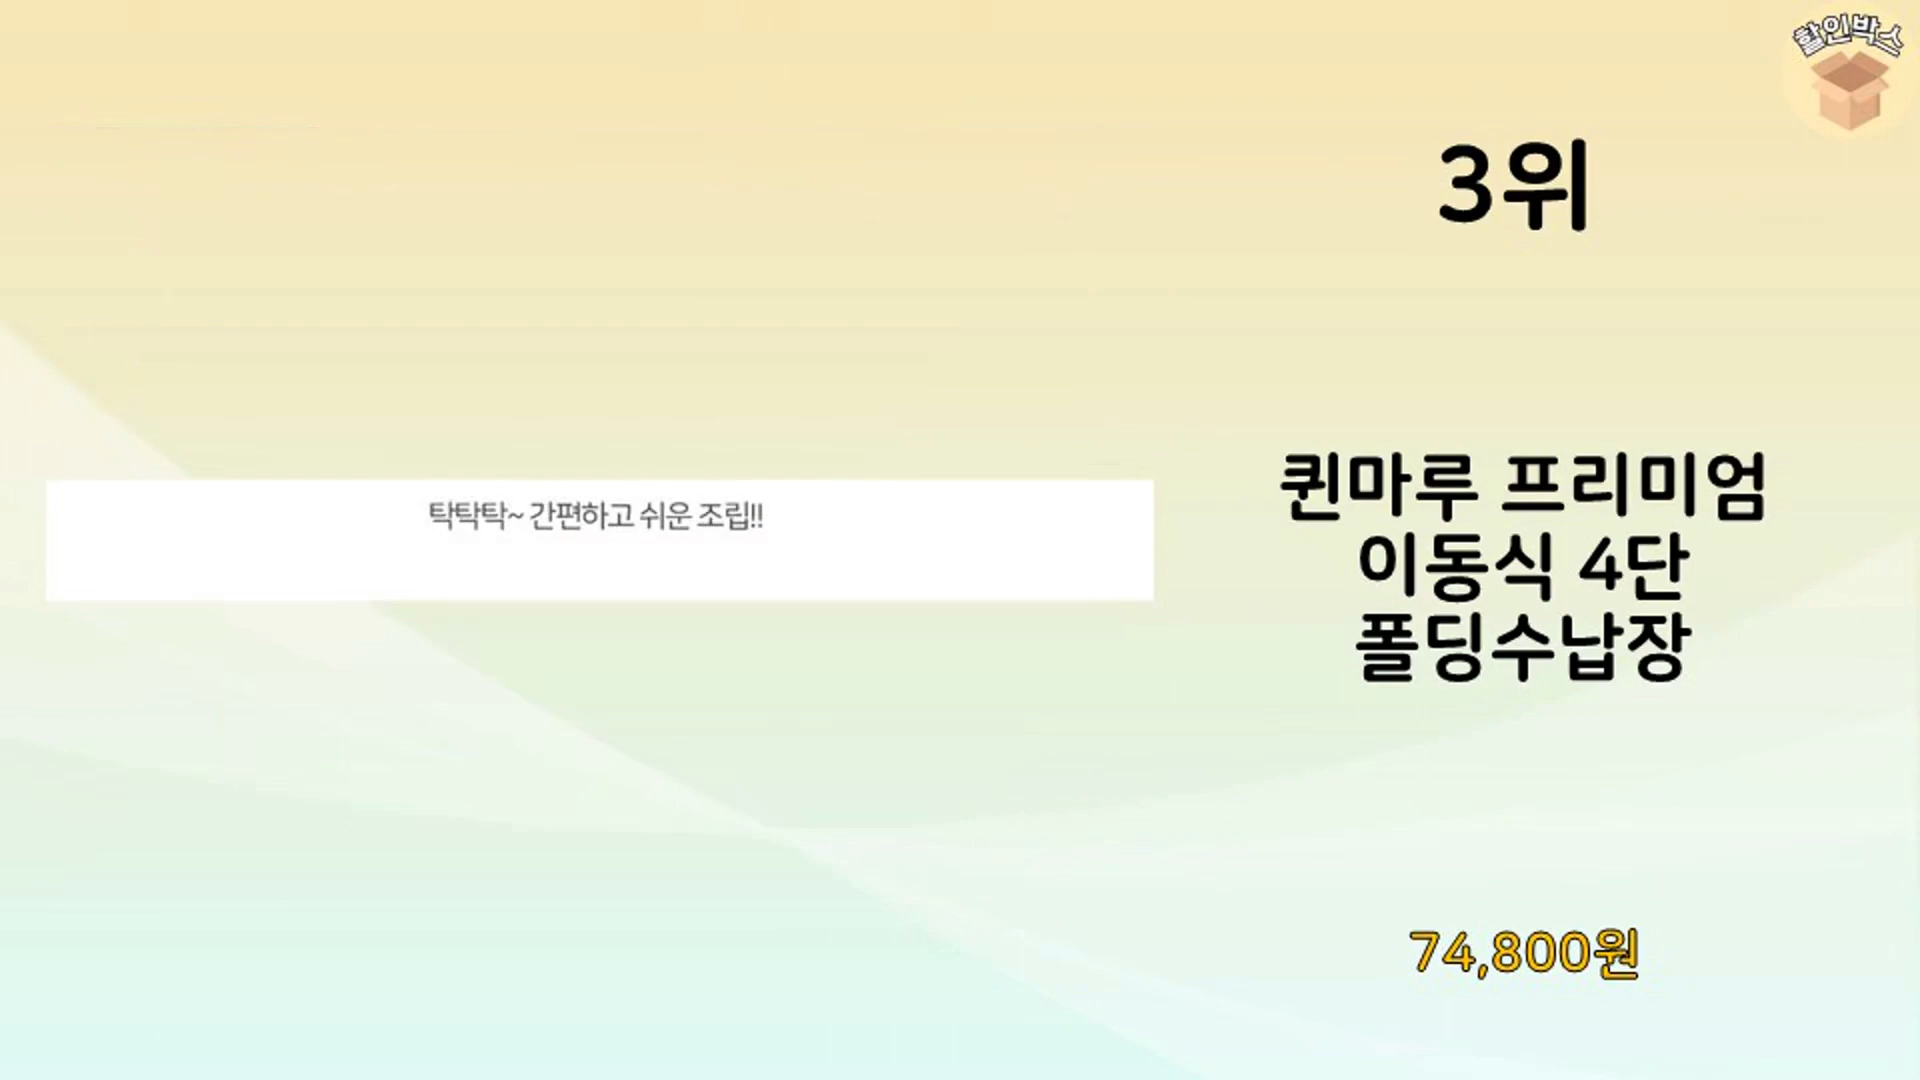 할인박스
3위
탁탁탁~ 간편하고 쉬운 조립!!
퀸마루 프리미엄
이동식 4단
폴딩수납장
74,800원